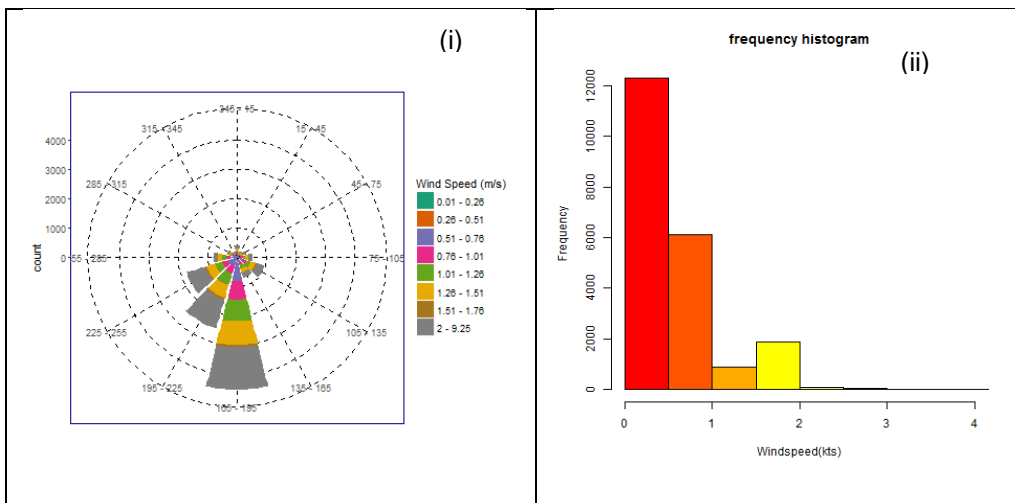 (i)
345 - 15
315 - 345
15 - 45
4000
3000
285 - 315
45 - 75
2000
1000
0
55 - 285
75 - 105
count
225 - 255
105 - 135
195 - 225
135 - 165
165 - 195
Wind Speed (m/s)
0.01 - 0.26
0.26 - 0.51
0.51 - 0.76
0.76 - 1.01
1.01 - 1.26
1.26 - 1.51
1.51 - 1.76
2 - 9.25
frequency histogram
(ii)
Frequency
12000
10000
8000
6000
4000
2000
0
0 1 2 3 4
Windspeed(kts)